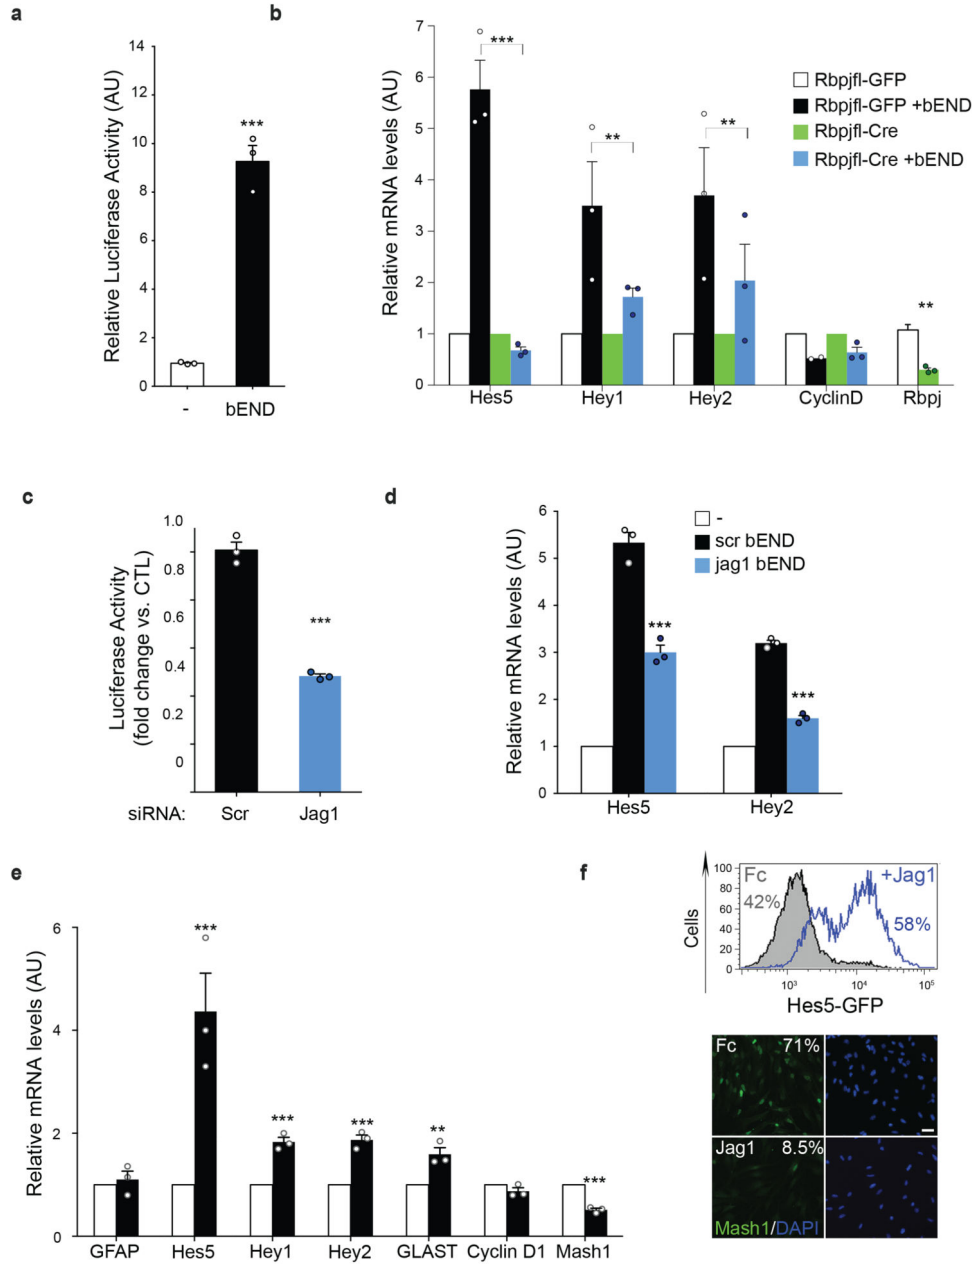 a
Relative Luciferase Activity (AU)
14
12
10
8
6
4
2
0
***
-
bEND
b
Relative mRNA levels (AU)
7
6
5
4
3
2
1
0
***
**
**
**
Rbpjfl-GFP
Rbpjfl-GFP +bEND
Rbpjfl-Cre
Rbpjfl-Cre +bEND
Hes5
Hey1
Hey2
CyclinD
Rbpj
c
Luciferase Activity
(fold change vs. CTL)
1.0
0.8
0.6
0.4
0.2
0
***
siRNA:
Scr
Jag1
d
Relative mRNA levels (AU)
6
5
4
3
2
1
0
-
scr bEND
jag1 bEND
***
***
Hes5
Hey2
e
Relative mRNA levels (AU)
6
4
2
0
***
***
***
**
***
GFAP
Hes5
Hey1
Hey2
GLAST
Cyclin D1
Mash1
f
Cells
100
80
60
40
20
0
Fc
42%
+Jag1
58%
10³
10⁴
10⁵
Hes5-GFP
Fc
71%
Jag1
8.5%
Mash1/DAPI